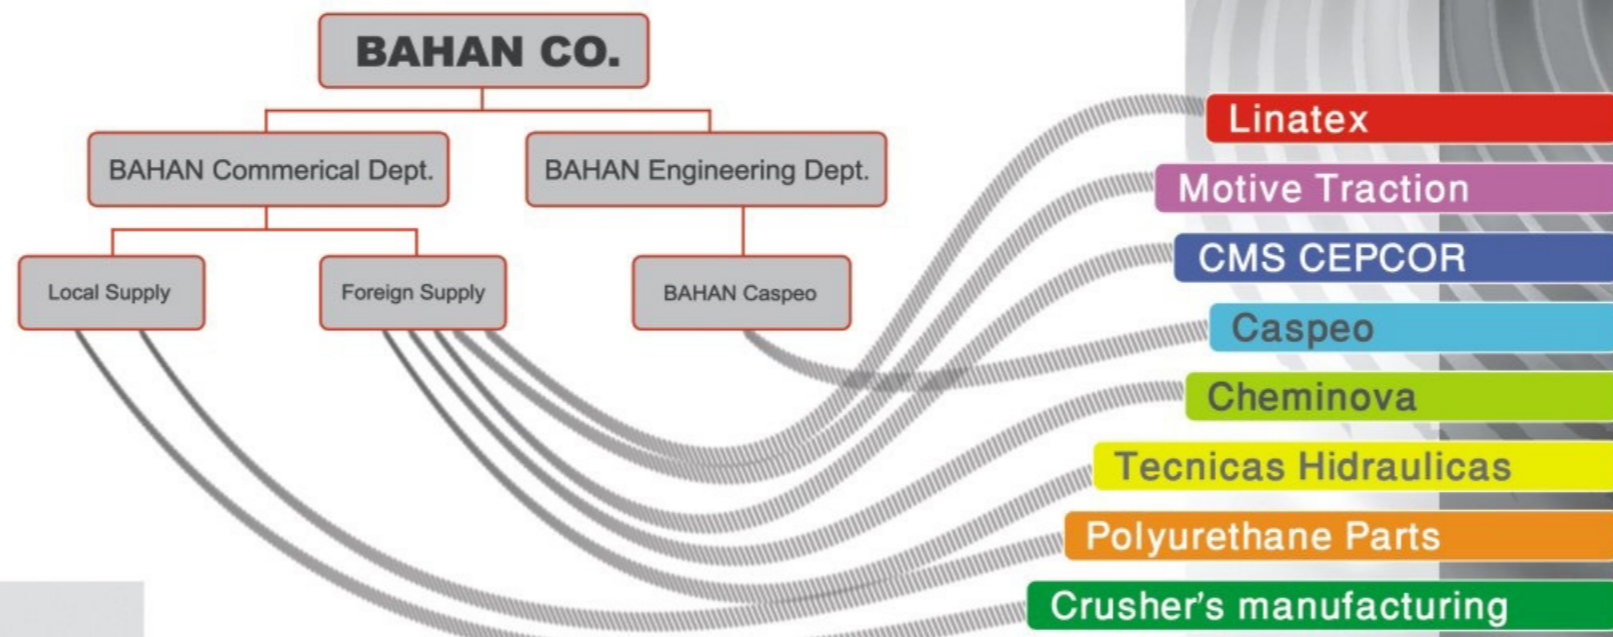 BAHAN CO.
BAHAN Commerical Dept.
BAHAN Engineering Dept.
Local Supply
Foreign Supply
BAHAN Caspeo
Linatex
Motive Traction
CMS CEPCOR
Caspeo
Cheminova
Tecnicas Hidraulicas
Polyurethane Parts
Crusher's manufacturing